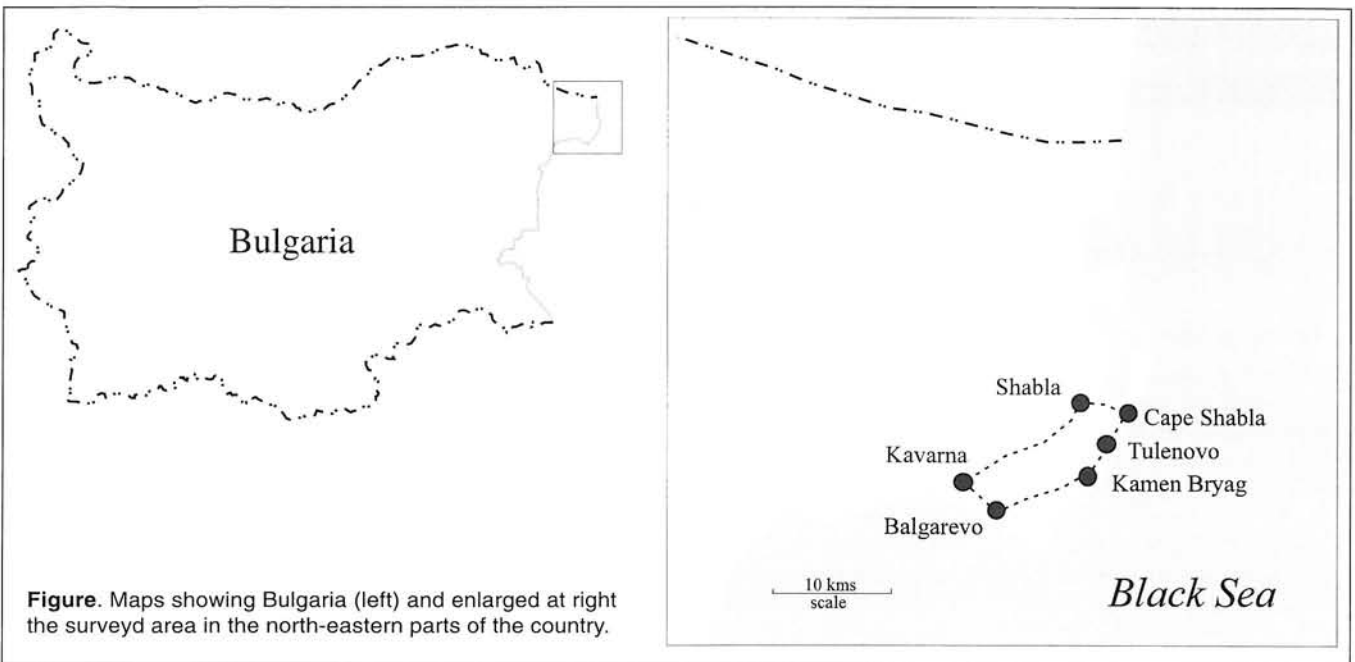 Bulgaria
Shabla
Cape Shabla
Tulenovo
Kavarna
Kamen Bryag
Balgarevo
10 kms
scale
Black Sea
Figure. Maps showing Bulgaria (left) and enlarged at right
the surveyd area in the north-eastern parts of the country.